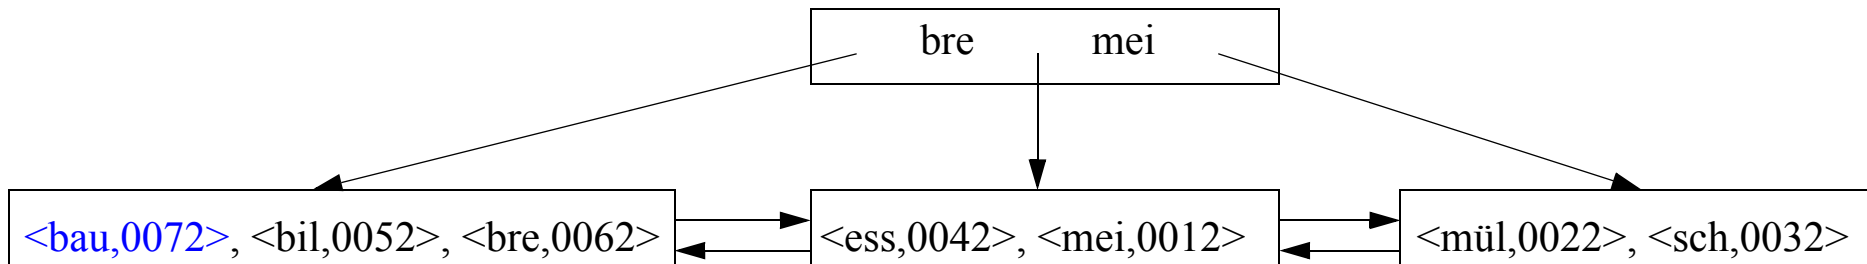 bre mei
<bau,0072>, <bil,0052>, <bre,0062>
<ess,0042>, <mei,0012>
<mül,0022>, <sch,0032>